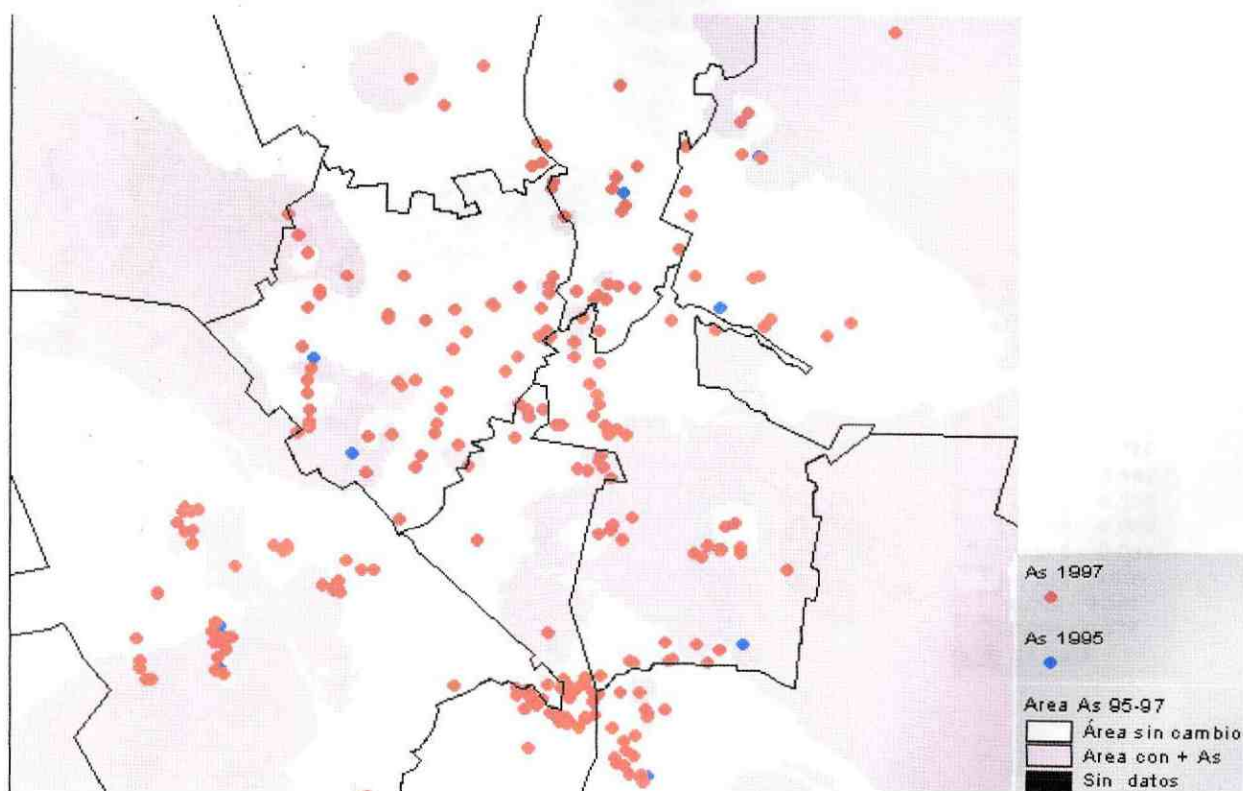 As 1997
As 1995
Area As 95-97
Área sin cambio
Area con + As
Sin datos